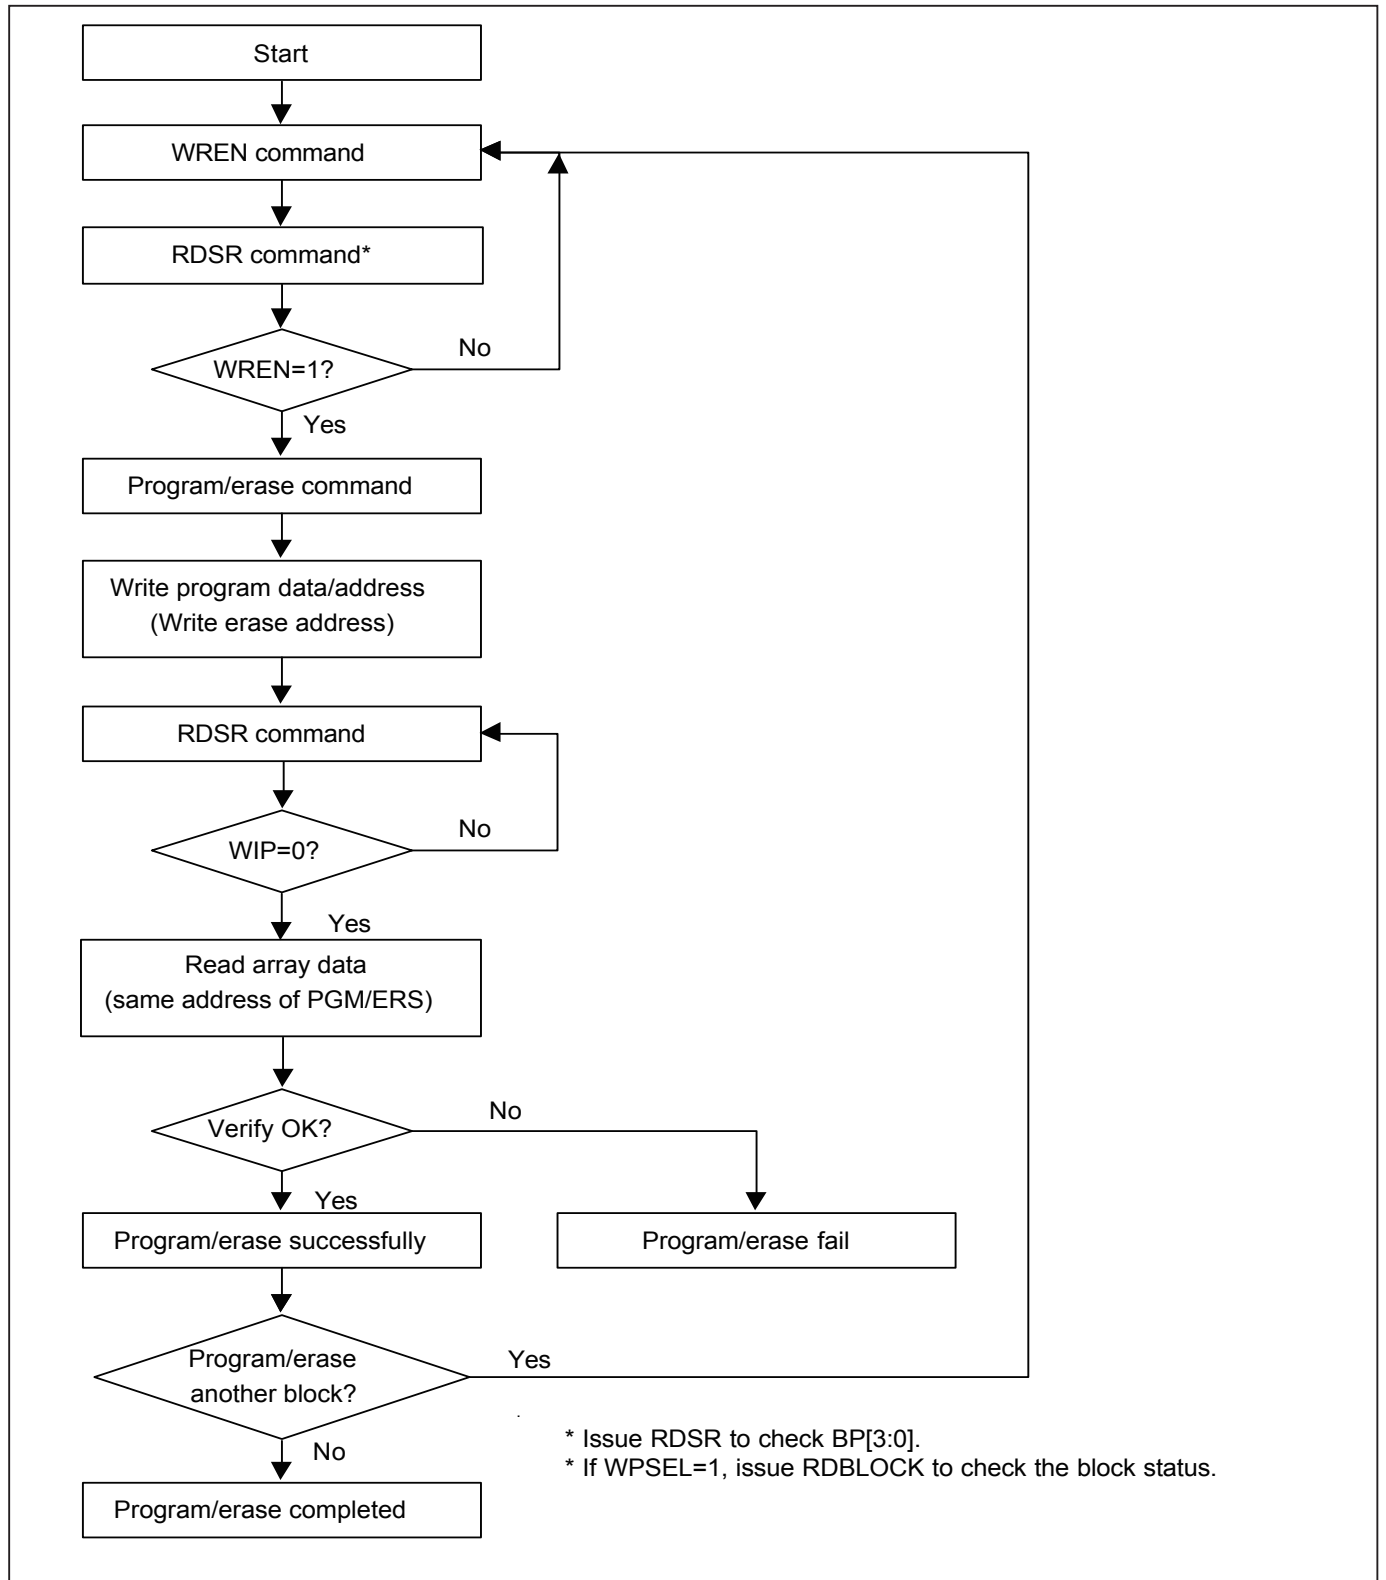 Start
WREN command
RDSR command*
WREN=1?
No
Yes
Program/erase command
Write program data/address
(Write erase address)
RDSR command
WIP=0?
No
Yes
Read array data
(same address of PGM/ERS)
Verify OK?
No
Yes
Program/erase successfully
Program/erase fail
Program/erase
another block?
Yes
No
* Issue RDSR to check BP[3:0].
* If WPSEL=1, issue RDBLOCK to check the block status.
Program/erase completed